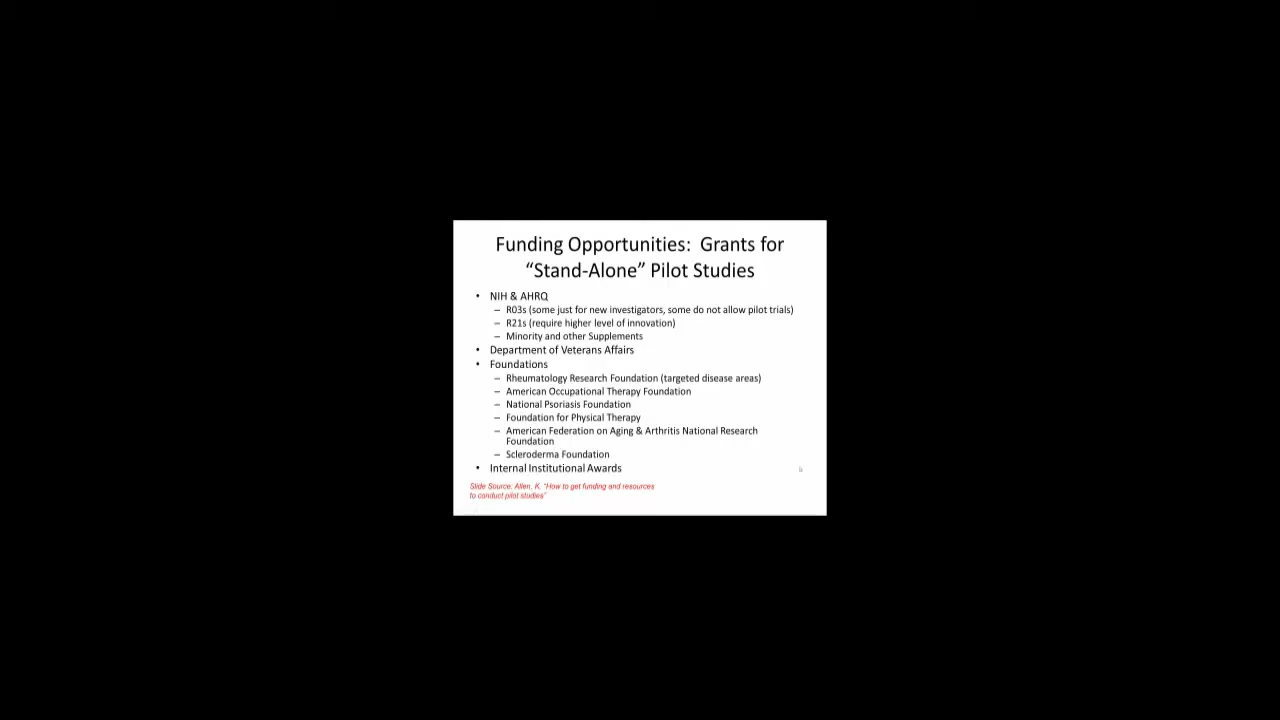 Funding Opportunities:  Grants for
“Stand-Alone” Pilot Studies
• NIH & AHRQ
– R03s (some just for new investigators, some do not allow pilot trials)
– R21s (require higher level of innovation)
– Minority and other Supplements
• Department of Veterans Affairs
• Foundations
– Rheumatology Research Foundation (targeted disease areas)
– American Occupational Therapy Foundation
– National Psoriasis Foundation
– Foundation for Physical Therapy
– American Federation on Aging & Arthritis National Research
Foundation
– Scleroderma Foundation
• Internal Institutional Awards
Slide Source: Allen, K. “How to get funding and resources
to conduct pilot studies”